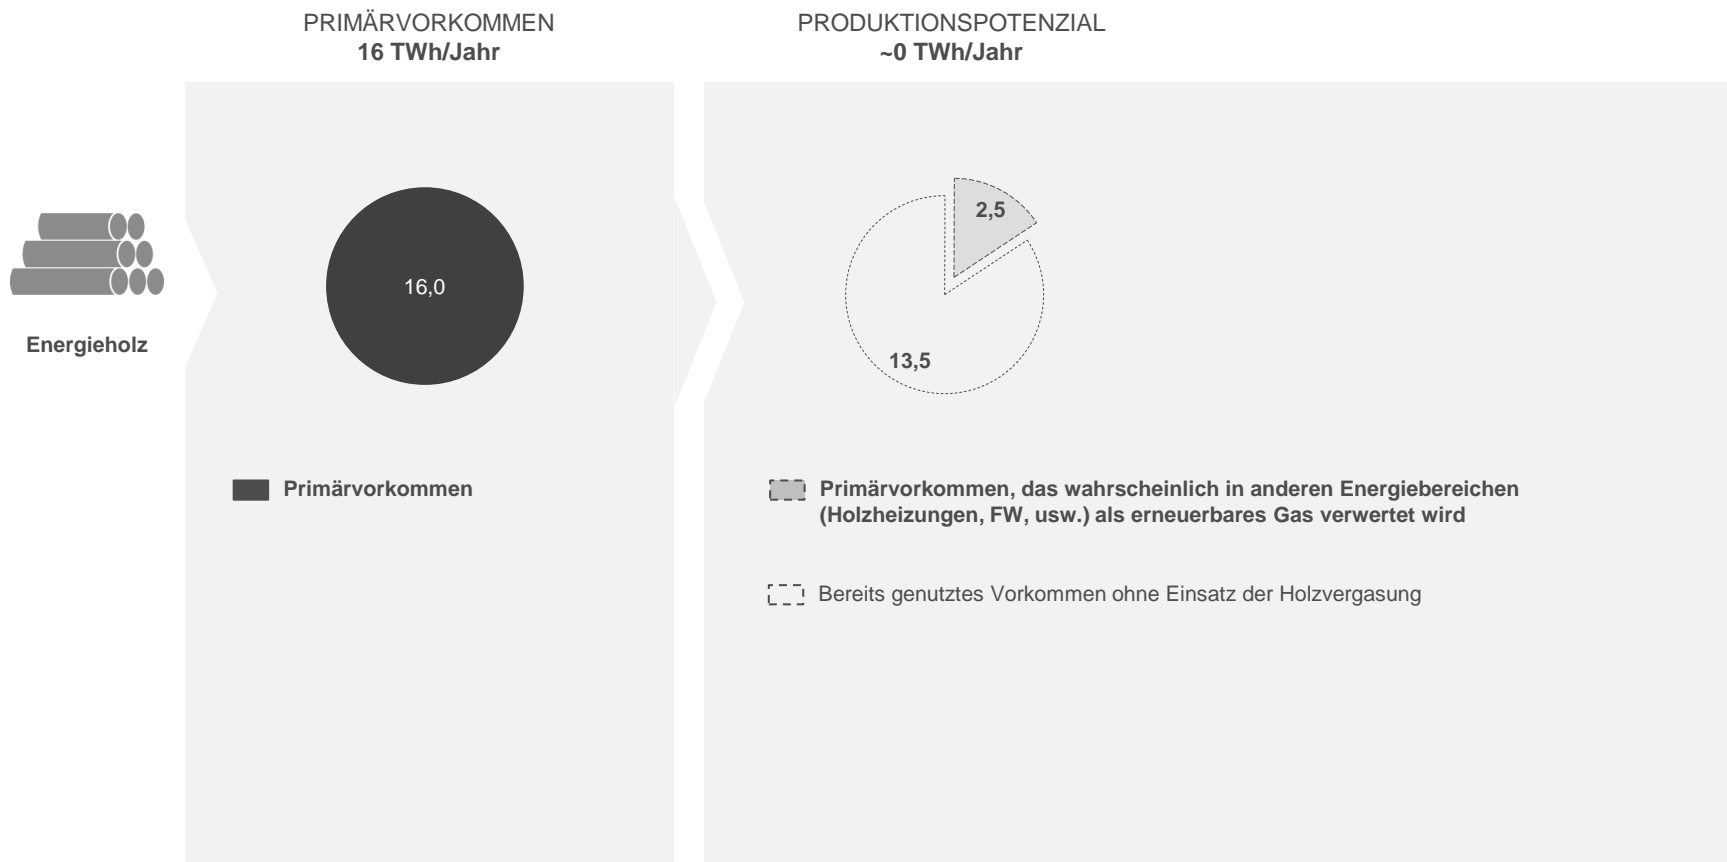 PRIMÄRVORKOMMEN
16 TWh/Jahr
PRODUKTIONSPOTENZIAL
~0 TWh/Jahr
Energieholz
16,0
2,5
13,5
Primärvorkommen
Primärvorkommen, das wahrscheinlich in anderen Energiebereichen
(Holzheizungen, FW, usw.) als erneuerbares Gas verwertet wird
Bereits genutztes Vorkommen ohne Einsatz der Holzvergasung